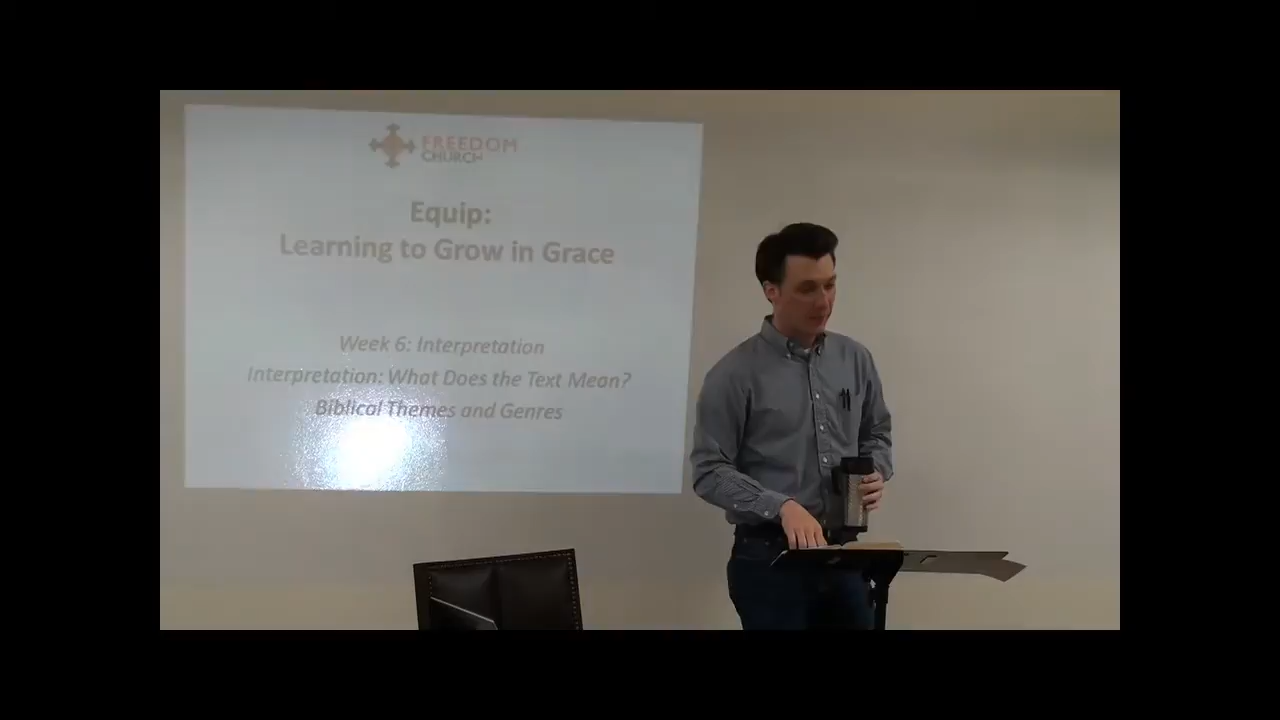 FREEDOM
CHURCH
Equip:
Learning to Grow in Grace
Week 6: Interpretation
Interpretation: What Does the Text Mean?
Biblical Themes and Genres